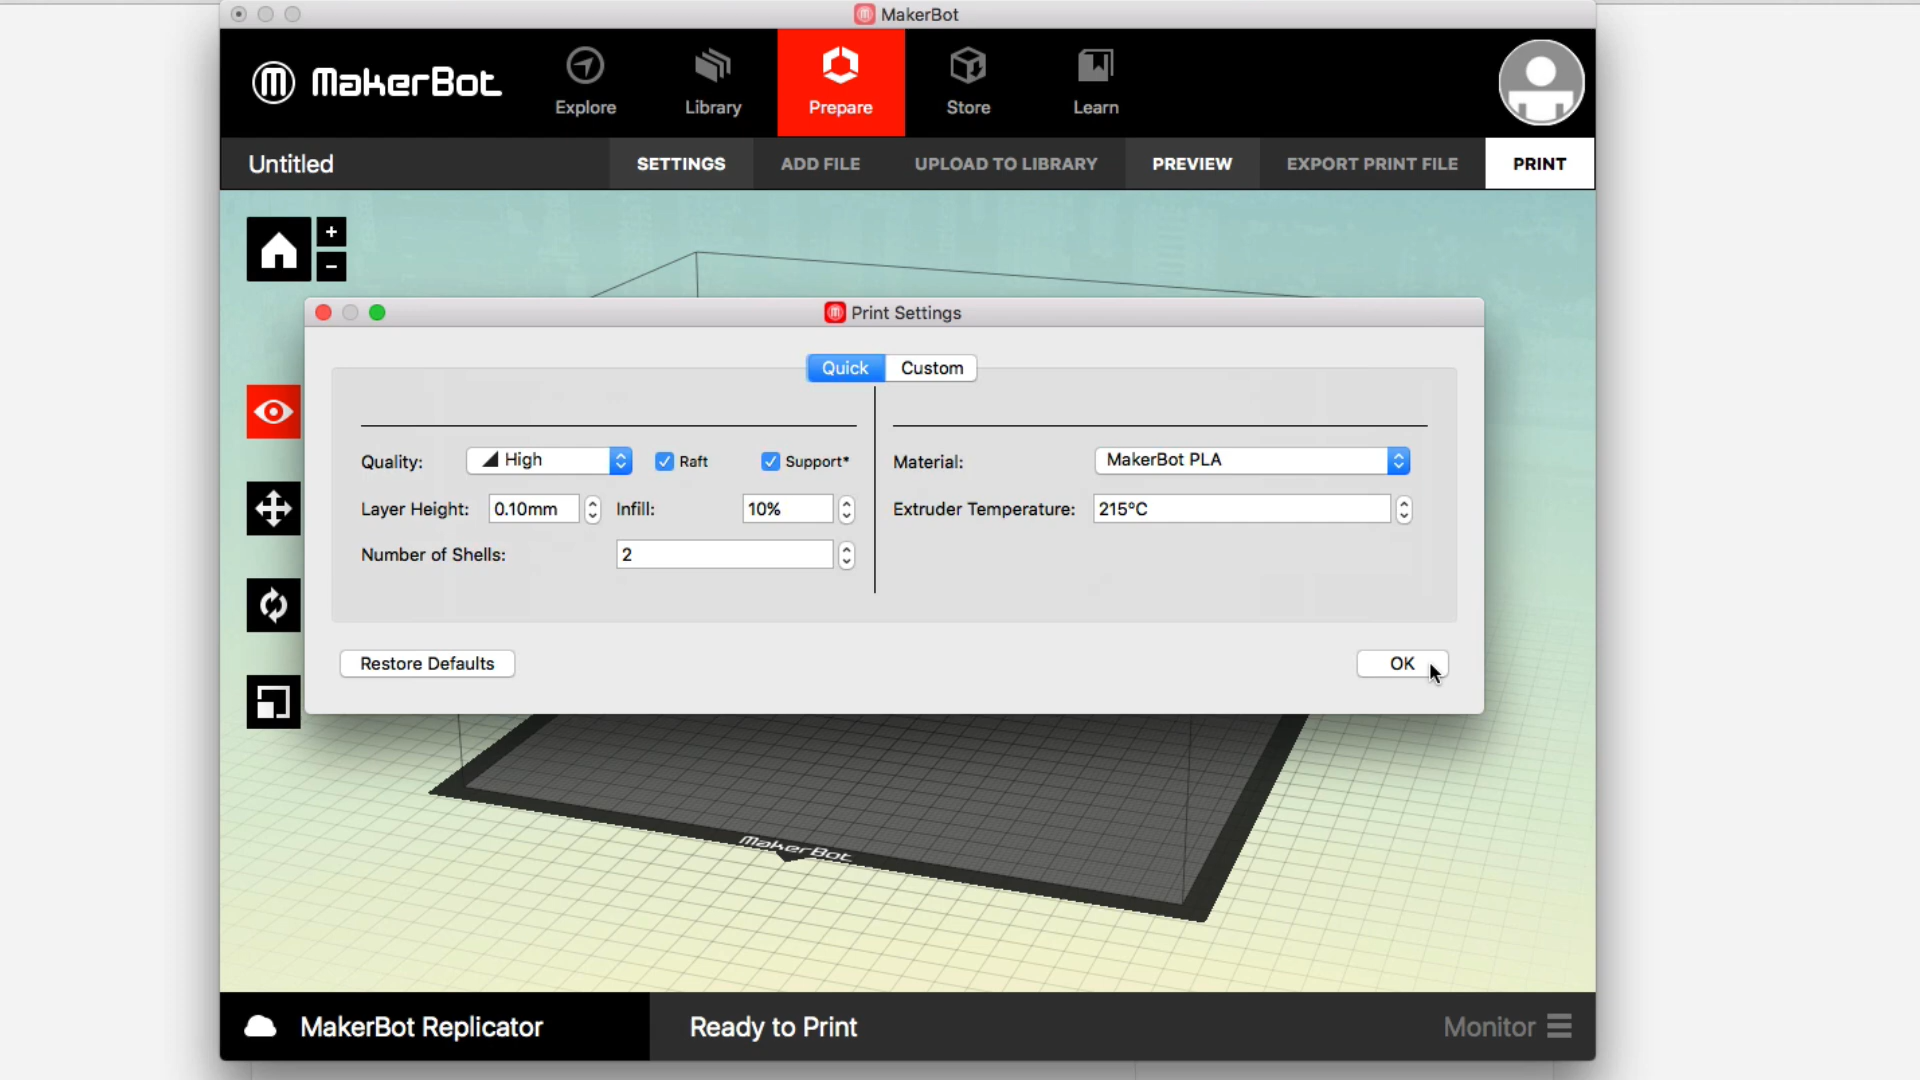 MakerBot
MakerBot
Explore
Library
Prepare
Store
Learn
Untitled
SETTINGS
ADD FILE
UPLOAD TO LIBRARY
PREVIEW
EXPORT PRINT FILE
PRINT
+
-
Print Settings
Quick
Custom
Quality:
High
Raft
Support*
Material:
MakerBot PLA
Layer Height:
0.10mm
Infill:
10%
Extruder Temperature:
215°C
Number of Shells:
2
Restore Defaults
OK
MakerBot
MakerBot Replicator
Ready to Print
Monitor